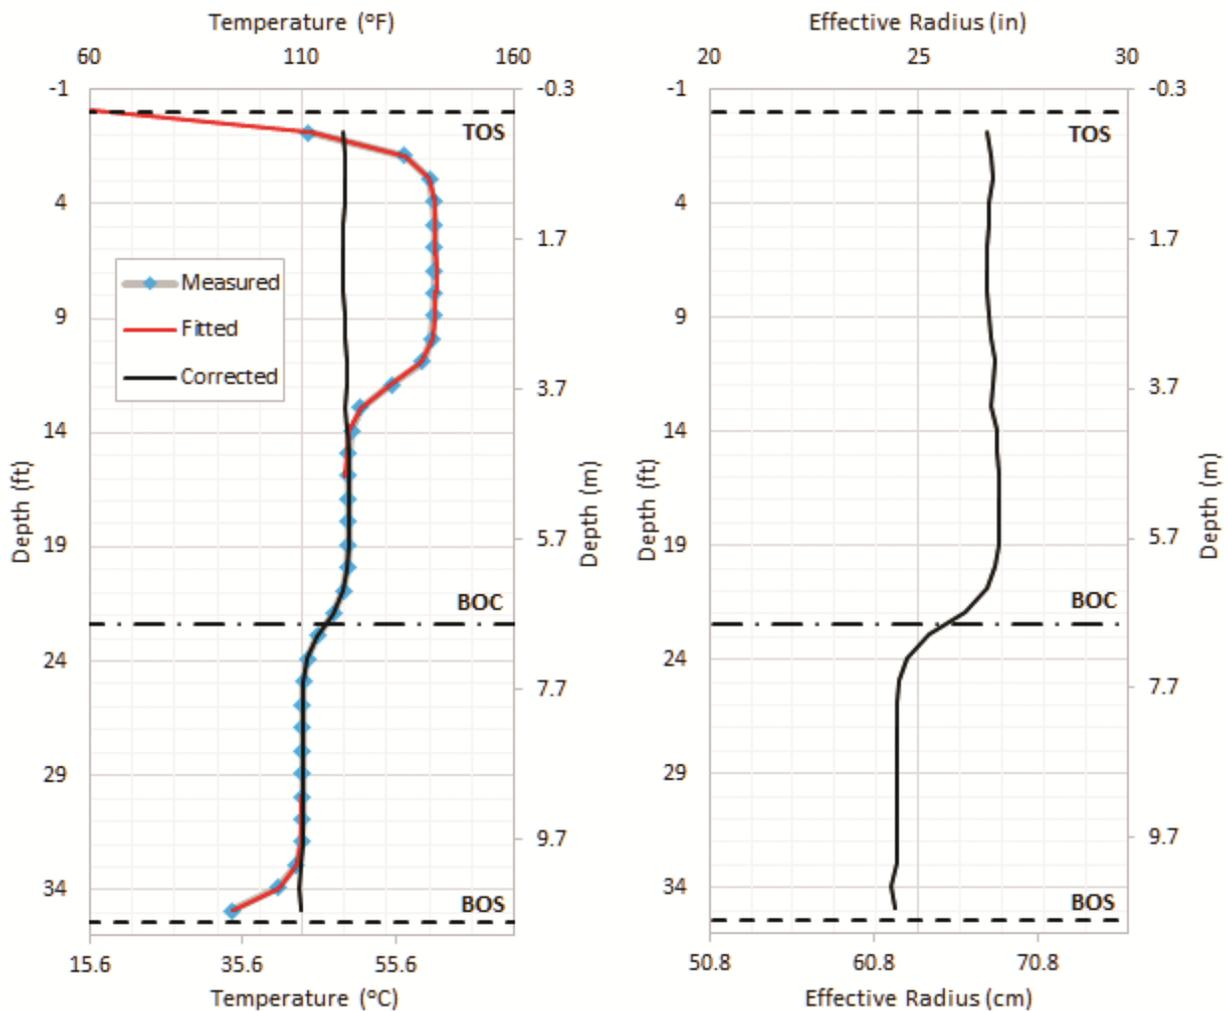 Temperature (°F)
60 110 160
-1 -0.3
TOS
4
1.7
Measured
Fitted
Corrected
9
3.7
14
Depth (ft)
Depth (m)
19 5.7
BOC
24
7.7
29
9.7
34
BOS
15.6 35.6 55.6
Temperature (°C)
Effective Radius (in)
20 25 30
-1 -0.3
TOS
4
1.7
9
3.7
14
Depth (ft)
Depth (m)
19 5.7
BOC
24
7.7
29
9.7
34
BOS
50.8 60.8 70.8
Effective Radius (cm)